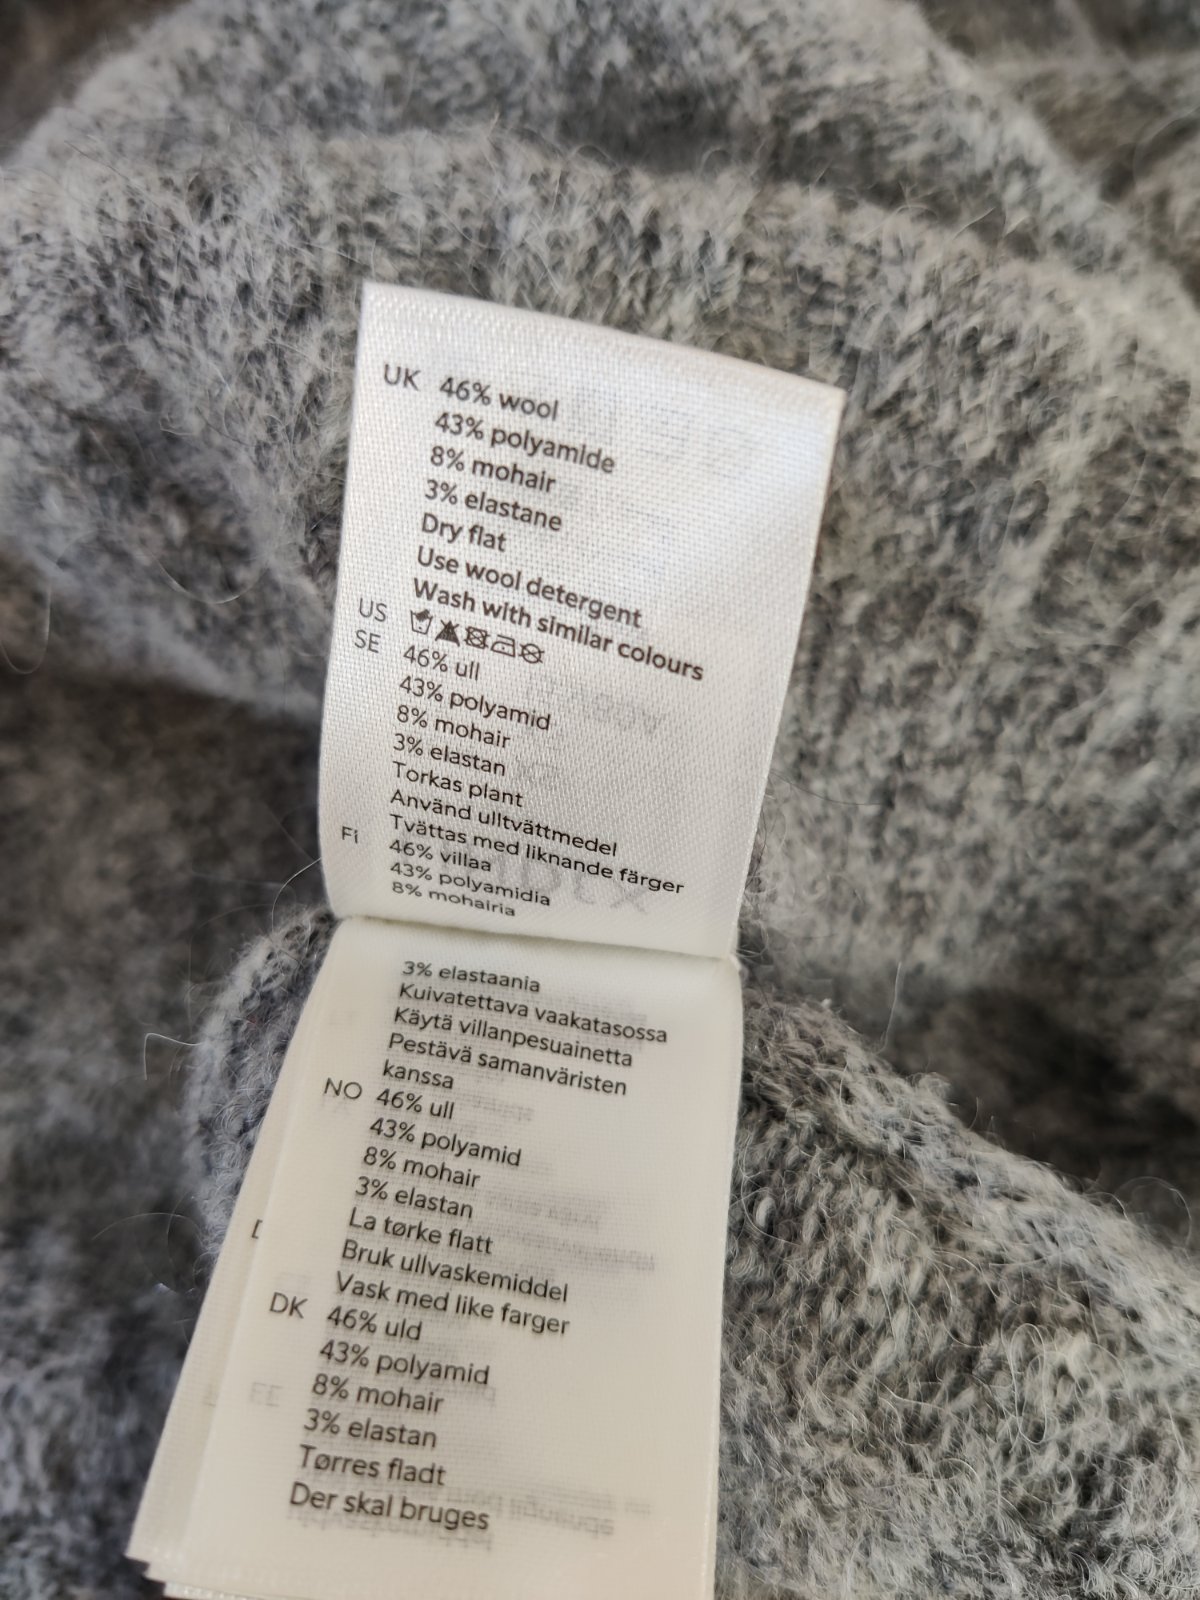 UK 46% wool
43% polyamide
8% mohair
3% elastane
Dry flat
Use wool detergent
Wash with similar colours
US
SE 46% ull
43% polyamid
8% mohair
3% elastan
Torkas plant
Använd ulltvättmedel
Tvättas med liknande färger
FI 46% villaa
43% polyamidia
8% mohairia
3% elastaania
Kuivatettava vaakatasossa
Käytä villanpesuainetta
Pestävä samanväristen
kanssa
NO 46% ull
43% polyamid
8% mohair
3% elastan
La tørke flatt
Bruk ullvaskemiddel
Vask med like farger
DK 46% uld
43% polyamid
8% mohair
3% elastan
Tørres fladt
Der skal bruges